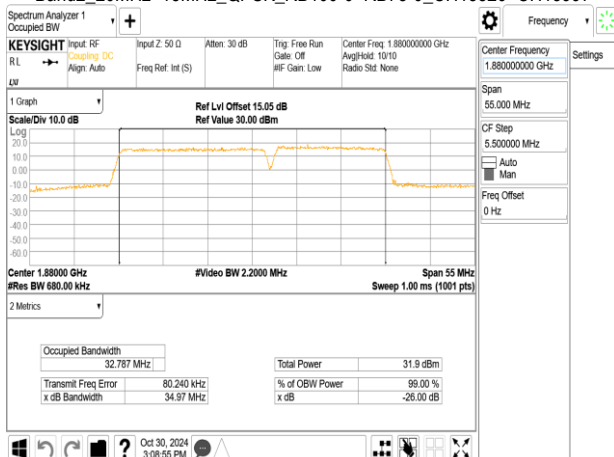 Spectrum Analyzer 1
Occupied BW
+
Frequency
KEYSIGHT
R L
Input: RF
Coupling: DC
Align: Auto
Input Z: 50 Ω
Freq Ref: Int (S)
Atten: 30 dB
Trig: Free Run
Gate: Off
#IF Gain: Low
Center Freq: 1.880000000 GHz
Avg|Hold: 10/10
Radio Std: None
Center Frequency
1.880000000 GHz
Settings
Span
55.000 MHz
CF Step
5.500000 MHz
Auto
Man
Freq Offset
0 Hz
1 Graph
Scale/Div 10.0 dB
Ref Lvl Offset 15.05 dB
Ref Value 30.00 dBm
Log
20.0
10.0
0.00
-10.0
-20.0
-30.0
-40.0
-50.0
-60.0
Center 1.88000 GHz
#Res BW 680.00 kHz
#Video BW 2.2000 MHz
Span 55 MHz
Sweep 1.00 ms (1001 pts)
2 Metrics
Occupied Bandwidth
32.787 MHz
Transmit Freq Error 80.240 kHz
x dB Bandwidth 34.97 MHz
Total Power 31.9 dBm
% of OBW Power 99.00 %
x dB -26.00 dB
?
Oct 30, 2024
3:08:55 PM